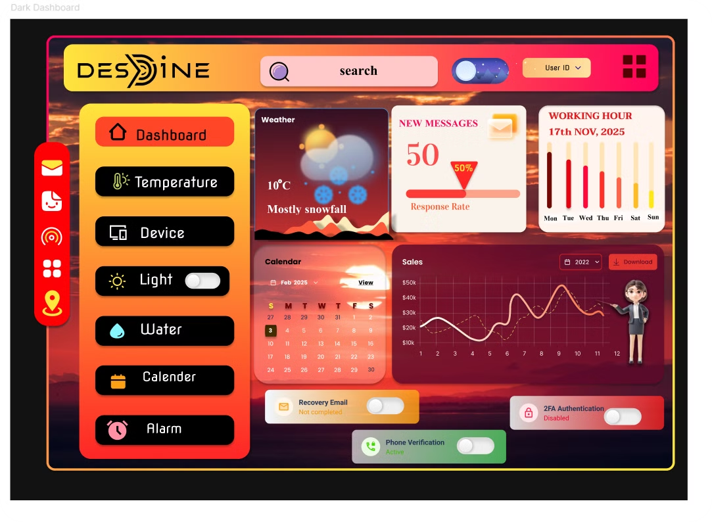 Dark Dashboard
DESDINE
search
User ID
Dashboard
Temperature
Device
Light
Water
Calender
Alarm
Weather
10°C
Mostly snowfall
NEW MESSAGES
50
50%
Response Rate
WORKING HOUR
17th NOV, 2025
Mon Tue Wed Thu Fri Sat Sun
Calendar
Feb 2025
View
S M T W T F S
27 28 29 30 31 1 2
3 4 5 6 7 8 9
10 11 12 13 14 15 16
17 18 19 20 21 22 23
24 25 26 27 28 29 30
Sales
2022
Download
$50k
$30k
$20k
$10k
1 2 3 4 5 6 7 8 9 10 11 12
Recovery Email
Not completed
2FA Authentication
Disabled
Phone Verification
Active